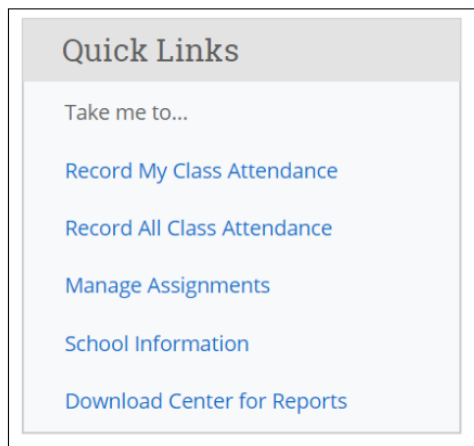 Quick Links
Take me to...
Record My Class Attendance
Record All Class Attendance
Manage Assignments
School Information
Download Center for Reports